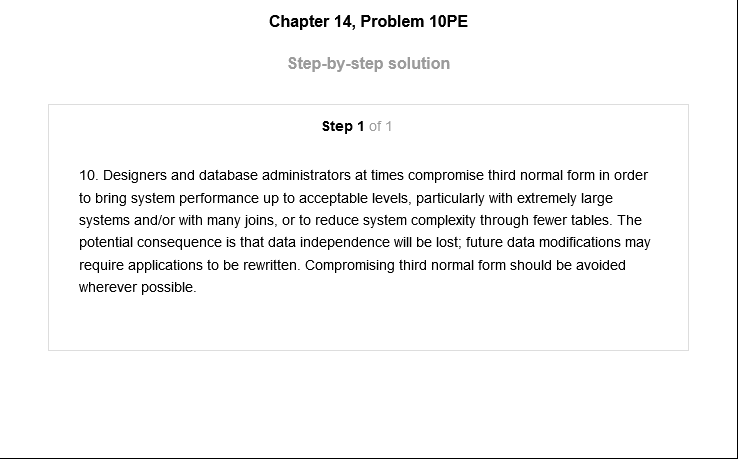 Chapter 14, Problem 10PE
Step-by-step solution
Step 1 of 1
10. Designers and database administrators at times compromise third normal form in order
to bring system performance up to acceptable levels, particularly with extremely large
systems and/or with many joins, or to reduce system complexity through fewer tables. The
potential consequence is that data independence will be lost; future data modifications may
require applications to be rewritten. Compromising third normal form should be avoided
wherever possible.